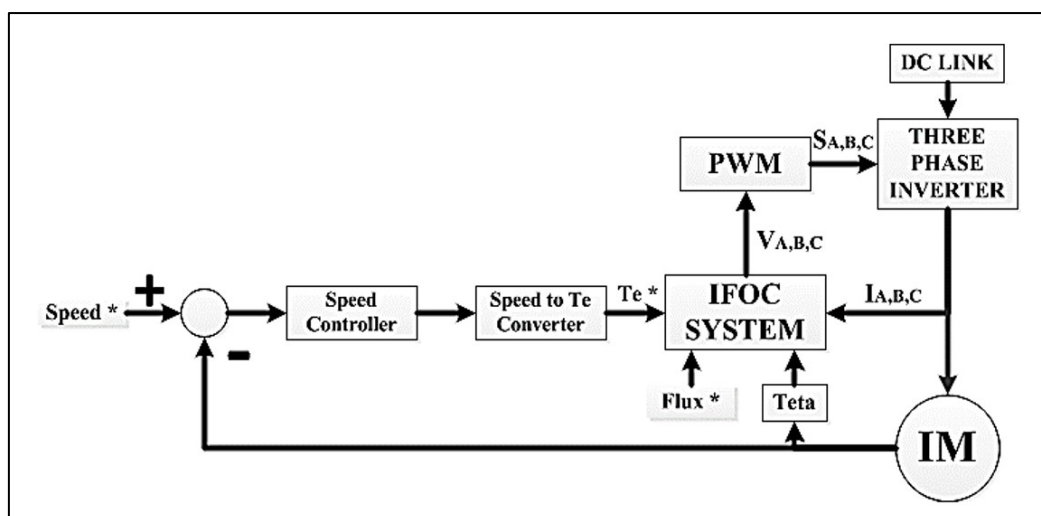 DC LINK
THREE
PHASE
INVERTER
SA,B,C
PWM
VA,B,C
Speed *
+
-
Speed
Controller
Speed to Te
Converter
Te *
IFOC
SYSTEM
IA,B,C
Flux *
Teta
IM